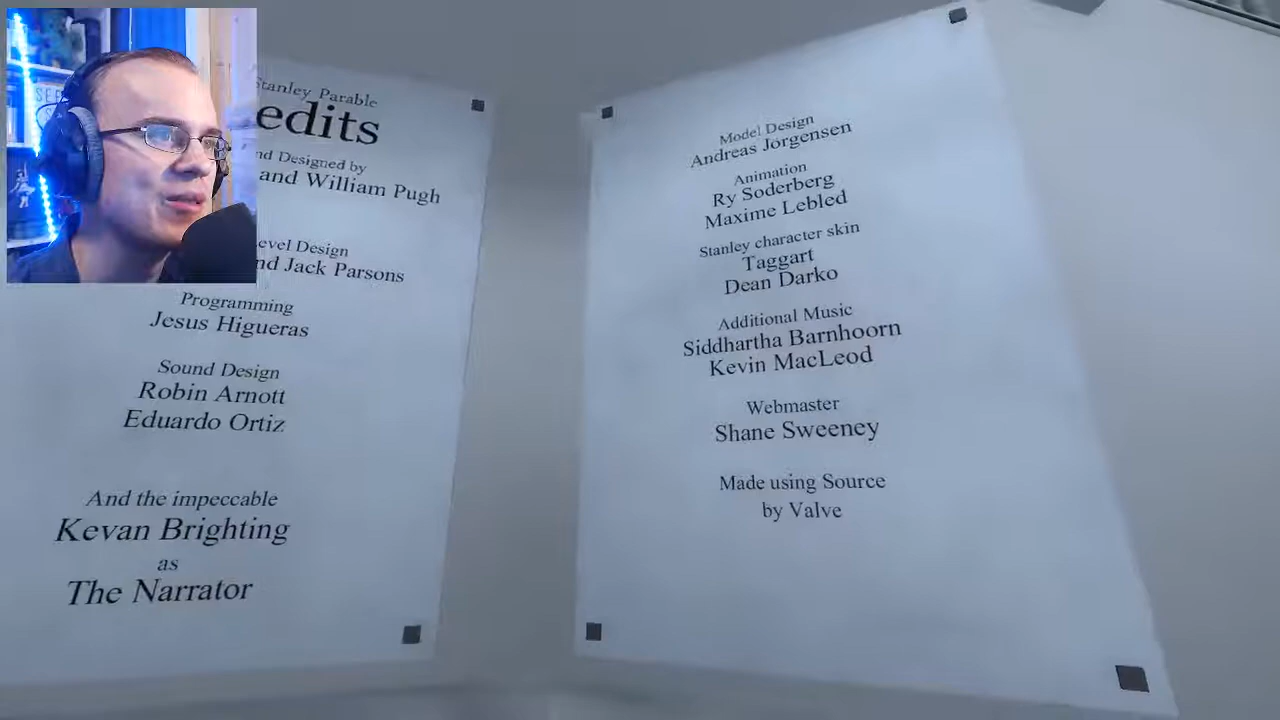 Stanley Parable
edits
nd Designed by
and William Pugh
evel Design
nd Jack Parsons
Programming
Jesus Higueras
Sound Design
Robin Arnott
Eduardo Ortiz
And the impeccable
Kevan Brighting
as
The Narrator
Model Design
Andreas Jorgensen
Animation
Ry Soderberg
Maxime Lebled
Stanley character skin
Taggart
Dean Darko
Additional Music
Siddhartha Barnhoorn
Kevin MacLeod
Webmaster
Shane Sweeney
Made using Source
by Valve